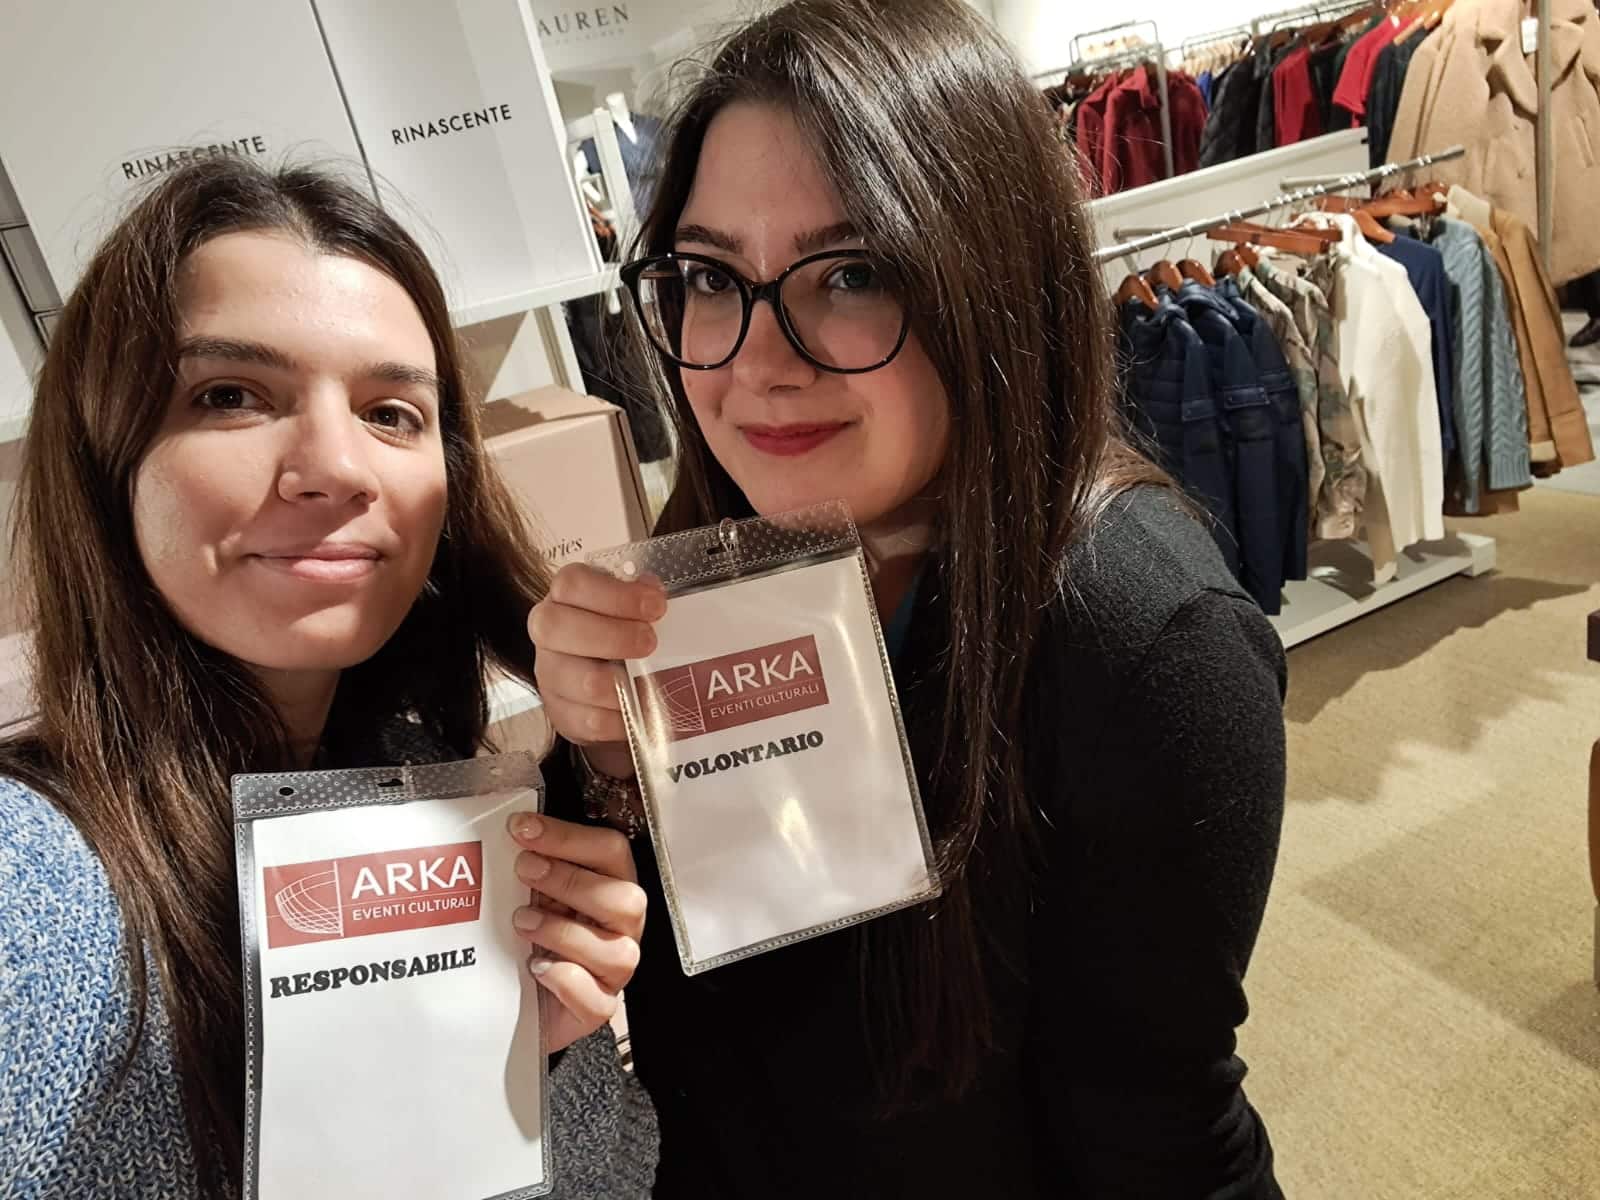 AUREN
RINASCENTE
RINASCENTE
ories
ARKA
EVENTI CULTURALI
VOLONTARIO
ARKA
EVENTI CULTURALI
RESPONSABILE